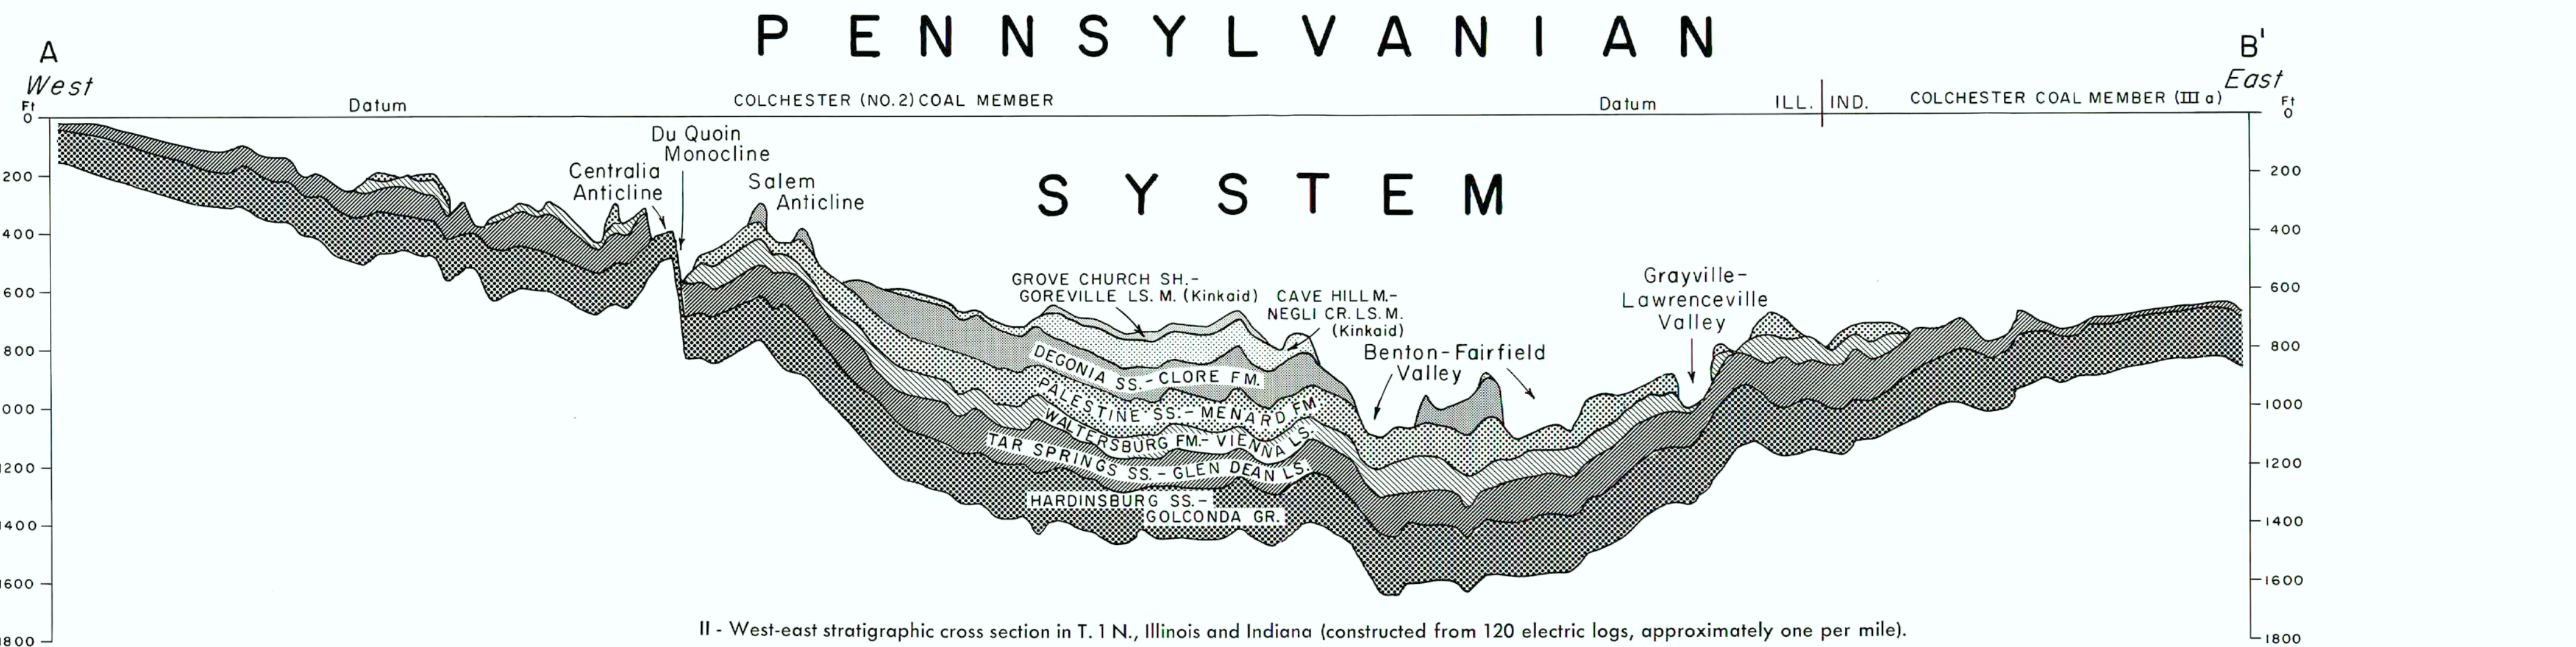 PENNSYLVANIAN
A
West
B'
East
Ft
Datum
COLCHESTER (NO. 2) COAL MEMBER
Datum
ILL.
IND.
COLCHESTER COAL MEMBER (III a)
Ft
0
0
Du Quoin
Monocline
Centralia
Anticline
Salem
Anticline
SYSTEM
200
200
400
400
GROVE CHURCH SH.-
GOREVILLE LS. M. (Kinkaid)
CAVE HILL M.-
NEGLI CR. LS. M.
(Kinkaid)
Grayville-
Lawrenceville
Valley
600
600
Benton-Fairfield
Valley
800
800
DEGONIA SS.- CLORE FM.
PALESTINE SS.- MENARD FM.
000
1000
WALTERSBURG FM.- VIENNA LS.
TAR SPRINGS SS. - GLEN DEAN LS.
1200
1200
HARDINSBURG SS.-
GOLCONDA GR.
1400
1400
1600
1600
II - West-east stratigraphic cross section in T. 1 N., Illinois and Indiana (constructed from 120 electric logs, approximately one per mile).
1800
1800